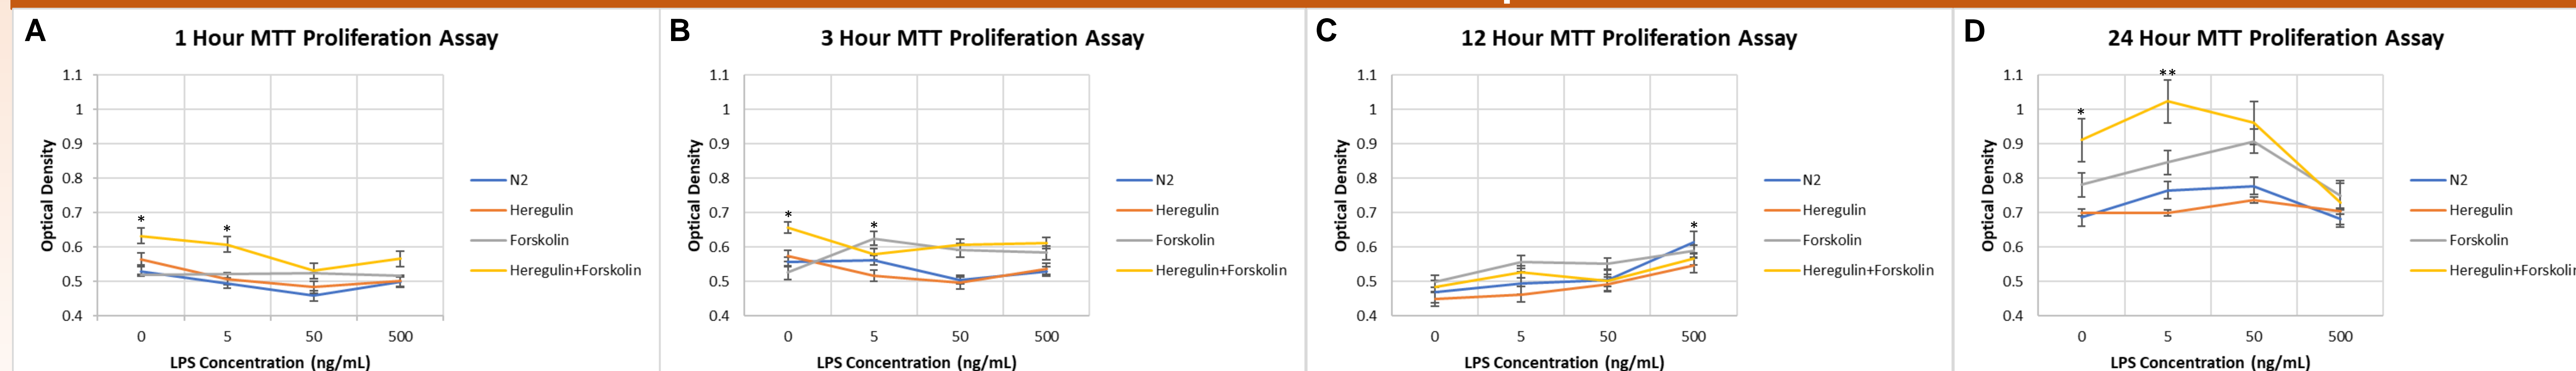 A
1 Hour MTT Proliferation Assay
*
*
Optical Density
1.1
1
0.9
0.8
0.7
0.6
0.5
0.4
0 5 50 500
LPS Concentration (ng/mL)
N2
Heregulin
Forskolin
Heregulin+Forskolin
B
3 Hour MTT Proliferation Assay
*
*
Optical Density
1.1
1
0.9
0.8
0.7
0.6
0.5
0.4
0 5 50 500
LPS Concentration (ng/mL)
N2
Heregulin
Forskolin
Heregulin+Forskolin
C
12 Hour MTT Proliferation Assay
*
Optical Density
1.1
1
0.9
0.8
0.7
0.6
0.5
0.4
0 5 50 500
LPS Concentration (ng/mL)
N2
Heregulin
Forskolin
Heregulin+Forskolin
D
24 Hour MTT Proliferation Assay
**
*
Optical Density
1.1
1
0.9
0.8
0.7
0.6
0.5
0.4
0 5 50 500
LPS Concentration (ng/mL)
N2
Heregulin
Forskolin
Heregulin+Forskolin